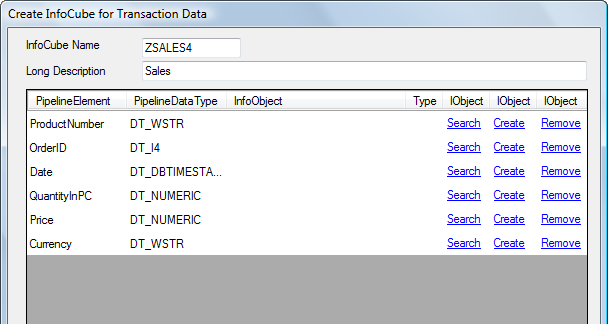 Create InfoCube for Transaction Data
InfoCube Name ZSALES4
Long Description Sales
PipelineElement PipelineDataType InfoObject Type IObject IObject IObject
ProductNumber DT_WSTR Search Create Remove
OrderID DT_I4 Search Create Remove
Date DT_DBTIMESTA... Search Create Remove
QuantityInPC DT_NUMERIC Search Create Remove
Price DT_NUMERIC Search Create Remove
Currency DT_WSTR Search Create Remove